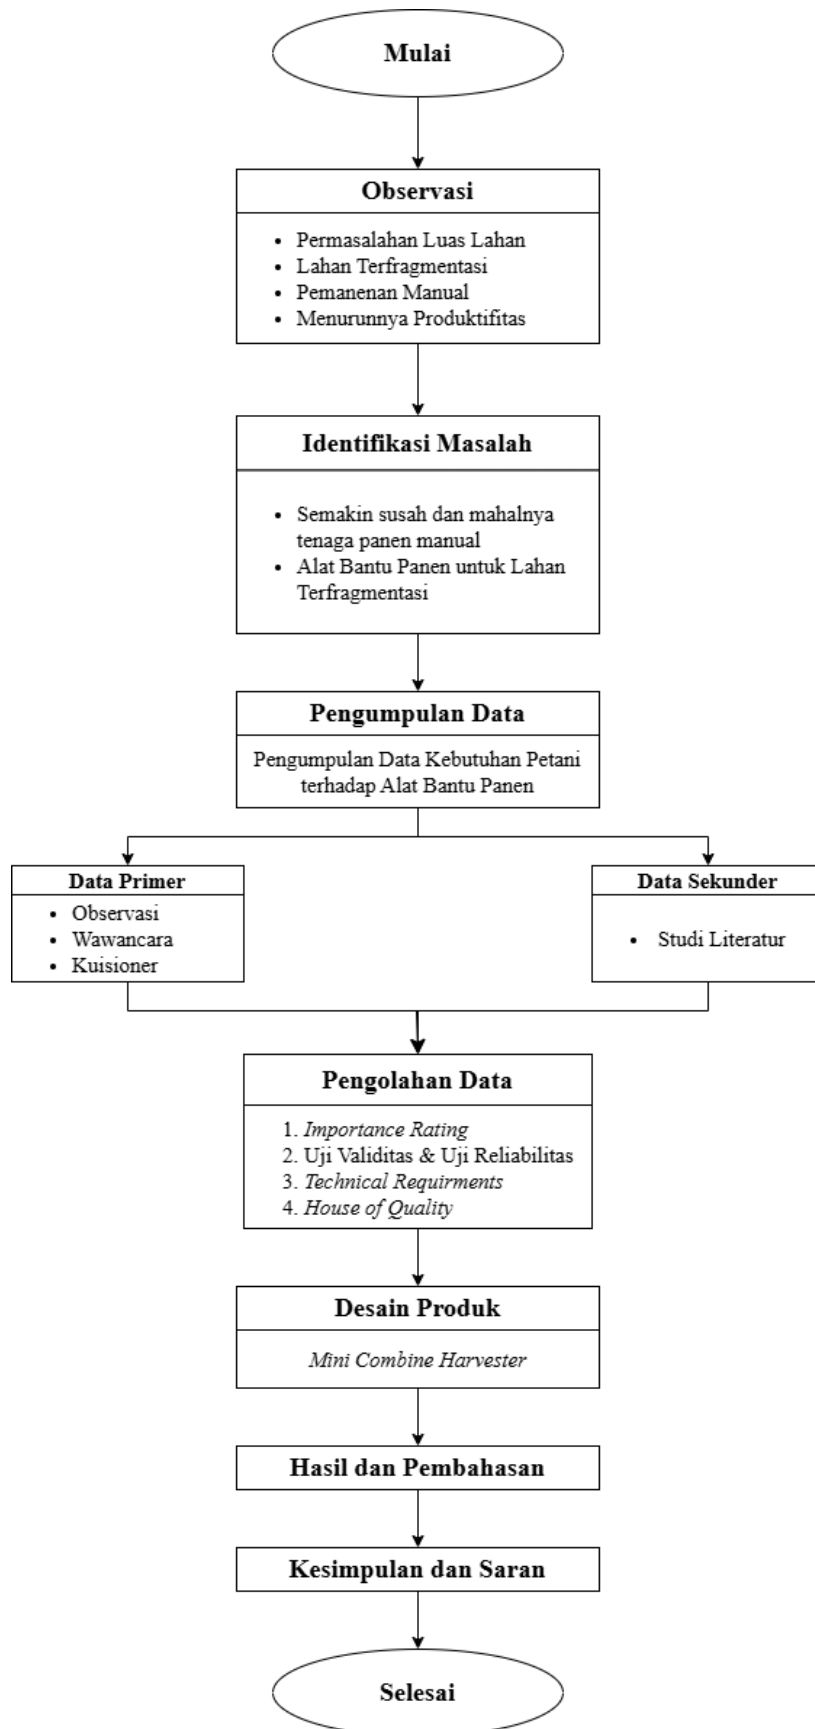 Mulai
Observasi
• Permasalahan Luas Lahan
• Lahan Terfragmentasi
• Pemanenan Manual
• Menurunnya Produktifitas
Identifikasi Masalah
• Semakin susah dan mahalnya
tenaga panen manual
• Alat Bantu Panen untuk Lahan
Terfragmentasi
Pengumpulan Data
Pengumpulan Data Kebutuhan Petani
terhadap Alat Bantu Panen
Data Primer
• Observasi
• Wawancara
• Kuisioner
Data Sekunder
• Studi Literatur
Pengolahan Data
1. Importance Rating
2. Uji Validitas & Uji Reliabilitas
3. Technical Requirments
4. House of Quality
Desain Produk
Mini Combine Harvester
Hasil dan Pembahasan
Kesimpulan dan Saran
Selesai